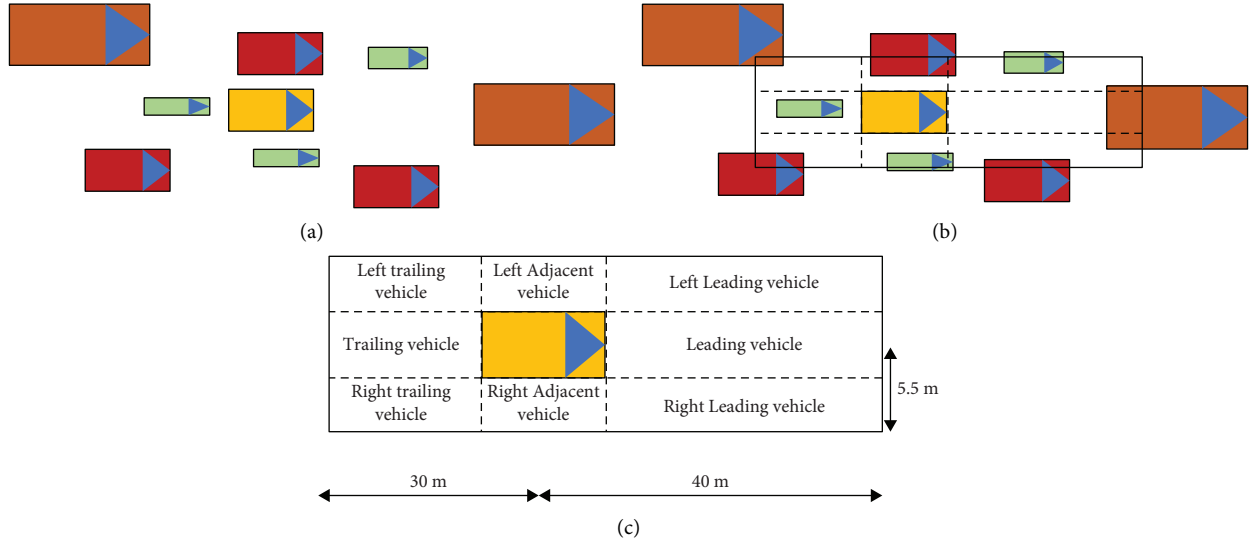 (a)
(b)
Left trailing
vehicle
Left Adjacent
vehicle
Left Leading vehicle
Trailing vehicle
Leading vehicle
Right trailing
vehicle
Right Adjacent
vehicle
Right Leading vehicle
5.5 m
30 m
40 m
(c)